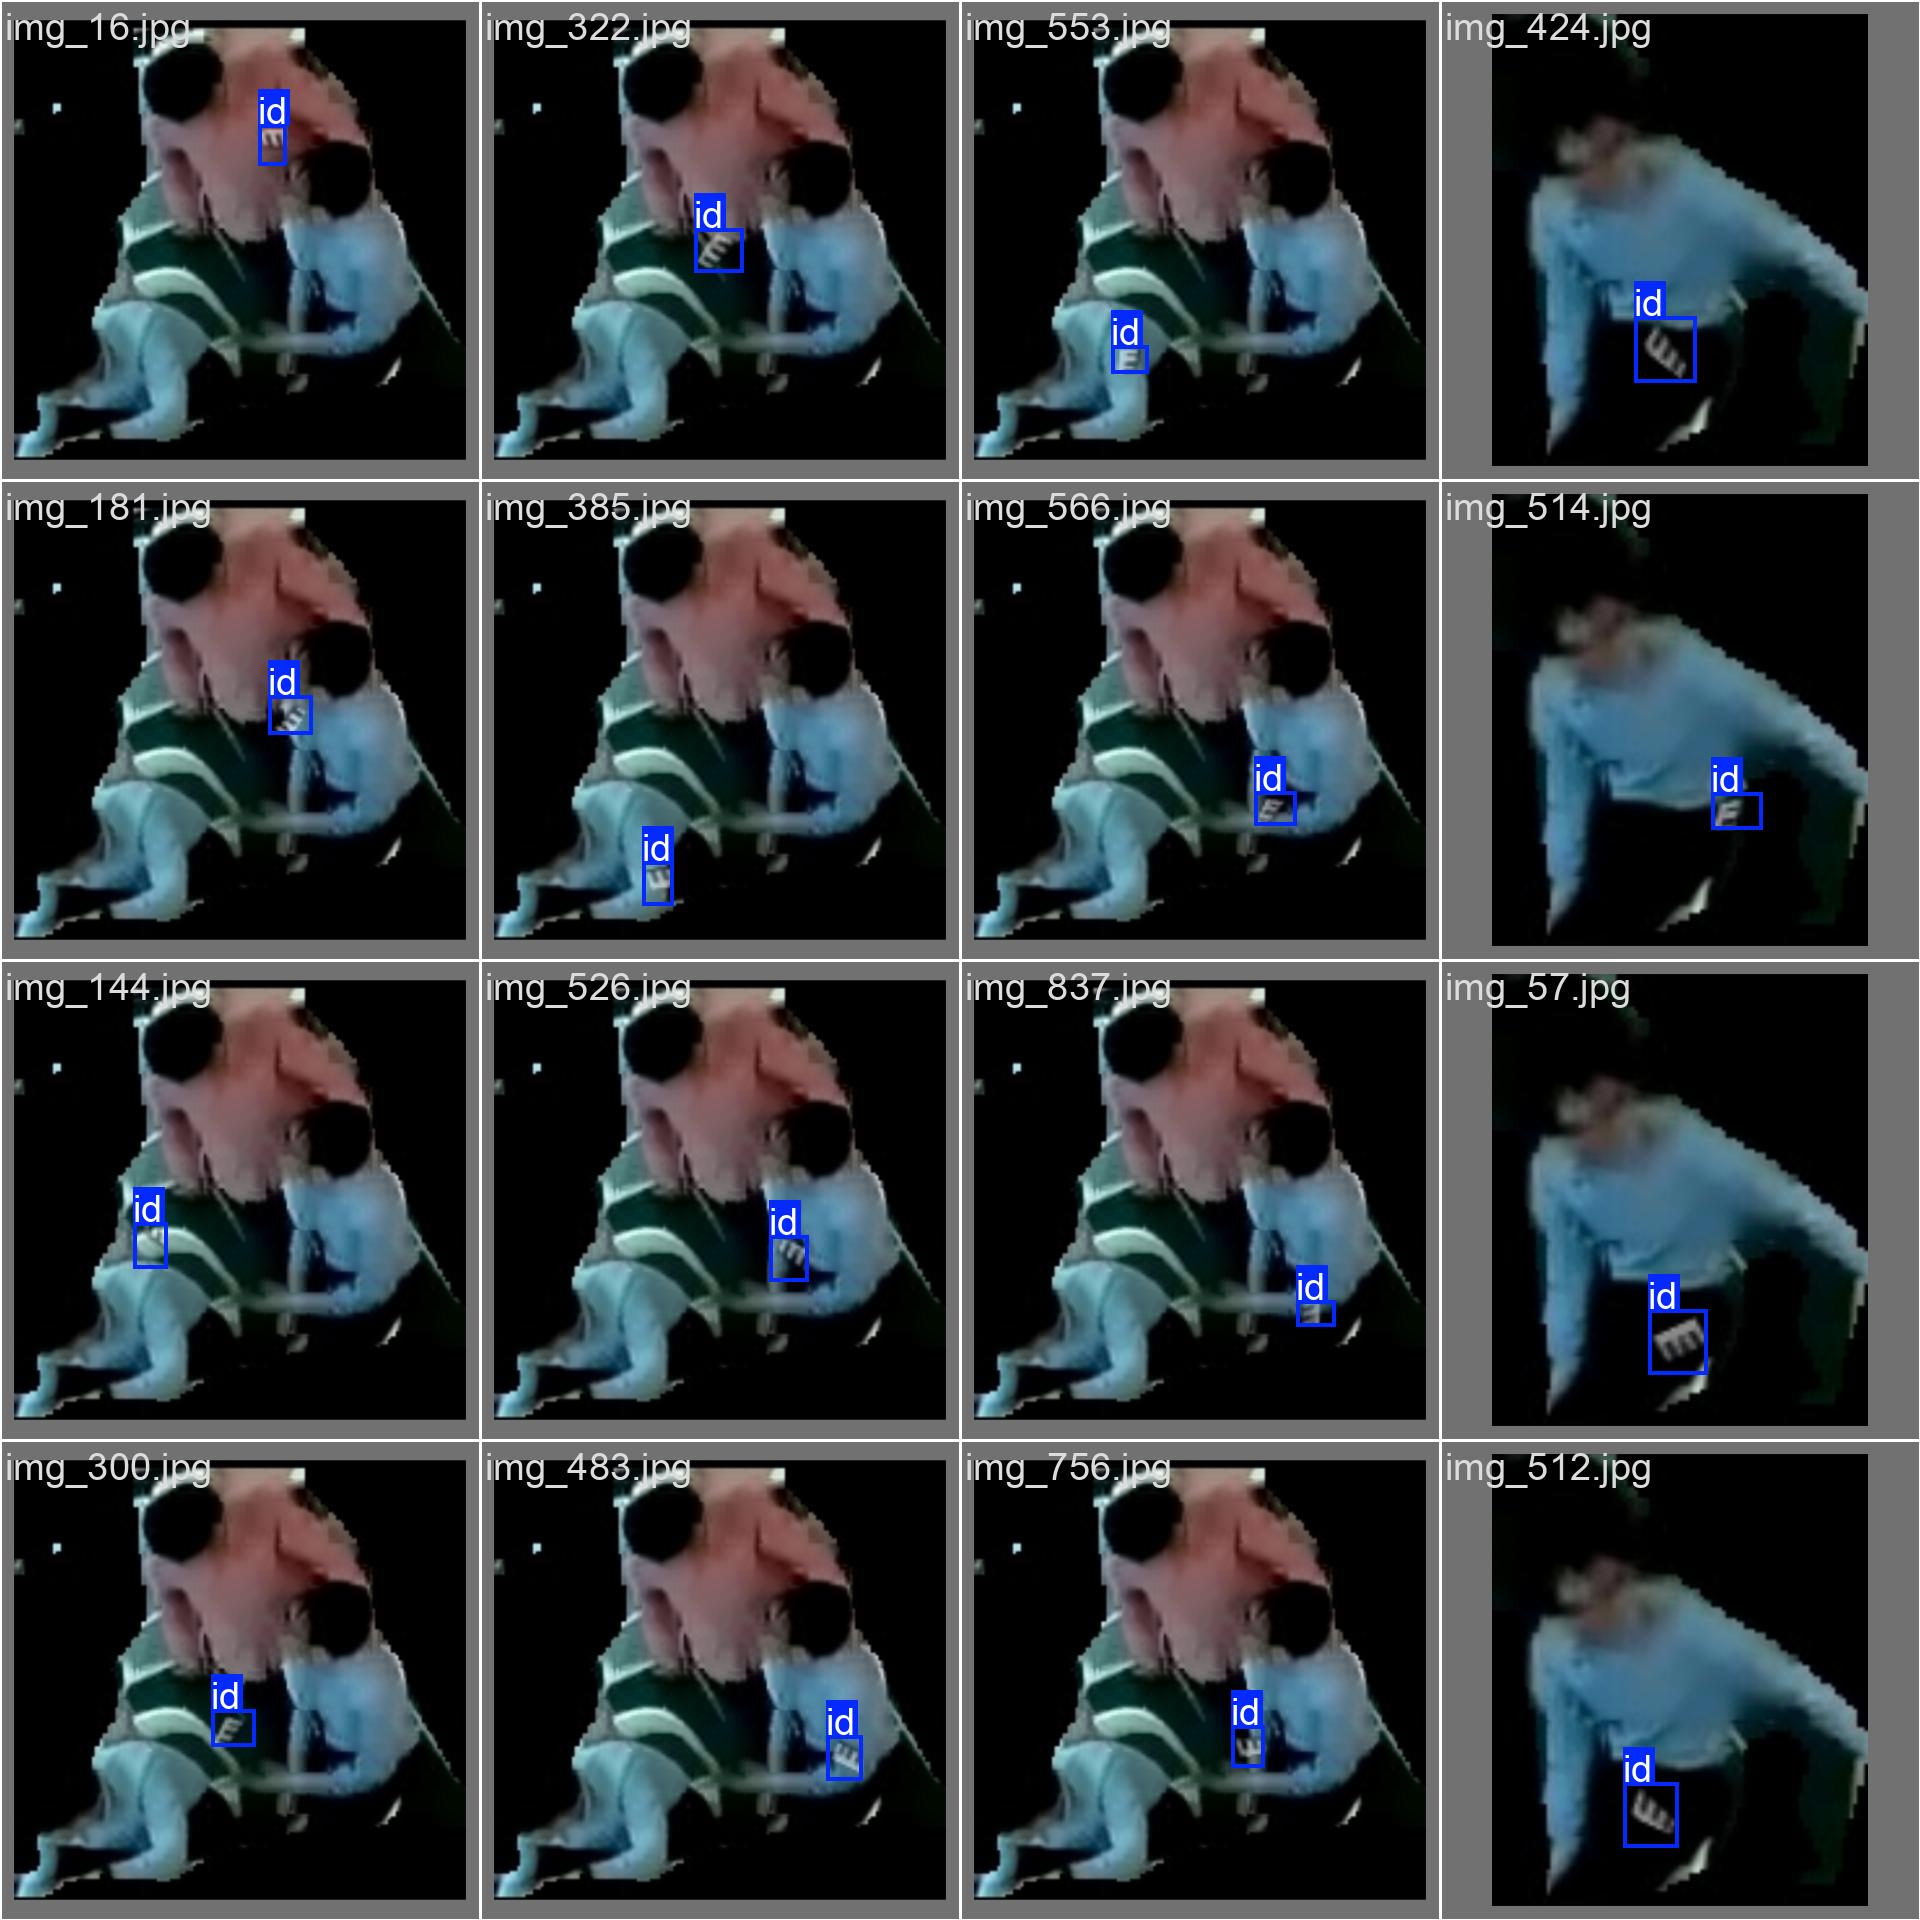 img_16.jpg
id
E
img_322.jpg
id
E
img_553.jpg
id
E
img_424.jpg
id
E
img_181.jpg
id
E
img_385.jpg
id
E
img_566.jpg
id
E
img_514.jpg
id
E
img_144.jpg
id
img_526.jpg
id
E
img_837.jpg
id
E
img_57.jpg
id
E
img_300.jpg
id
E
img_483.jpg
id
E
img_756.jpg
id
E
img_512.jpg
id
E